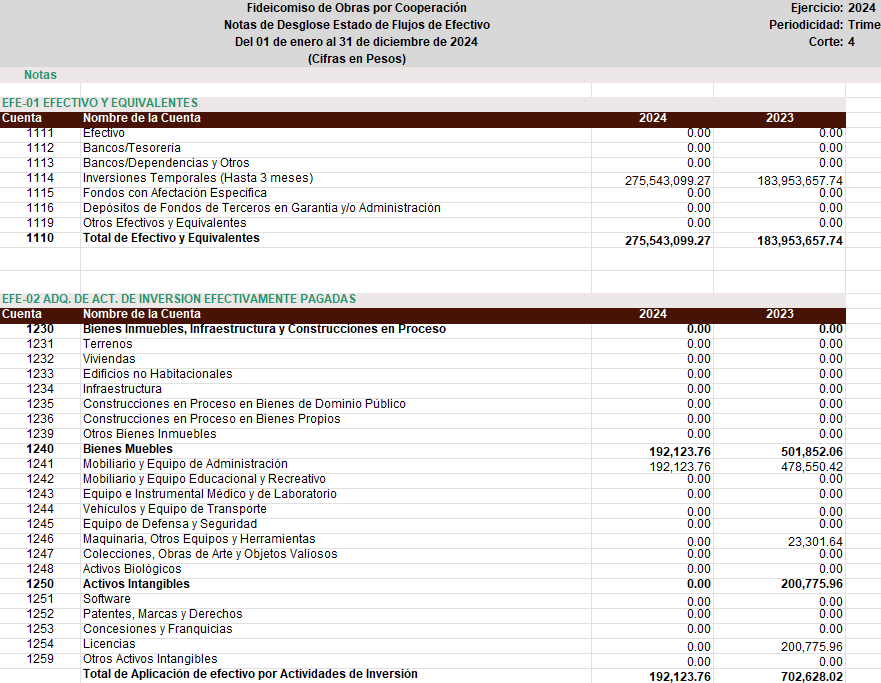 Fideicomiso de Obras por Cooperación Ejercicio: 2024
Notas de Desglose Estado de Flujos de Efectivo Periodicidad: Trime
Del 01 de enero al 31 de diciembre de 2024 Corte: 4
(Cifras en Pesos)
Notas
EFE-01 EFECTIVO Y EQUIVALENTES
Cuenta Nombre de la Cuenta 2024 2023
1111 Efectivo 0.00 0.00
1112 Bancos/Tesorería 0.00 0.00
1113 Bancos/Dependencias y Otros 0.00 0.00
1114 Inversiones Temporales (Hasta 3 meses) 275,543,099.27 183,953,657.74
1115 Fondos con Afectación Específica 0.00 0.00
1116 Depósitos de Fondos de Terceros en Garantía y/o Administración 0.00 0.00
1119 Otros Efectivos y Equivalentes 0.00 0.00
1110 Total de Efectivo y Equivalentes 275,543,099.27 183,953,657.74
EFE-02 ADQ. DE ACT. DE INVERSION EFECTIVAMENTE PAGADAS
Cuenta Nombre de la Cuenta 2024 2023
1230 Bienes Inmuebles, Infraestructura y Construcciones en Proceso 0.00 0.00
1231 Terrenos 0.00 0.00
1232 Viviendas 0.00 0.00
1233 Edificios no Habitacionales 0.00 0.00
1234 Infraestructura 0.00 0.00
1235 Construcciones en Proceso en Bienes de Dominio Público 0.00 0.00
1236 Construcciones en Proceso en Bienes Propios 0.00 0.00
1239 Otros Bienes Inmuebles 0.00 0.00
1240 Bienes Muebles 192,123.76 501,852.06
1241 Mobiliario y Equipo de Administración 192,123.76 478,550.42
1242 Mobiliario y Equipo Educacional y Recreativo 0.00 0.00
1243 Equipo e Instrumental Médico y de Laboratorio 0.00 0.00
1244 Vehículos y Equipo de Transporte 0.00 0.00
1245 Equipo de Defensa y Seguridad 0.00 0.00
1246 Maquinaria, Otros Equipos y Herramientas 0.00 23,301.64
1247 Colecciones, Obras de Arte y Objetos Valiosos 0.00 0.00
1248 Activos Biológicos 0.00 0.00
1250 Activos Intangibles 0.00 200,775.96
1251 Software 0.00 0.00
1252 Patentes, Marcas y Derechos 0.00 0.00
1253 Concesiones y Franquicias 0.00 0.00
1254 Licencias 0.00 200,775.96
1259 Otros Activos Intangibles 0.00 0.00
Total de Aplicación de efectivo por Actividades de Inversión 192,123.76 702,628.02